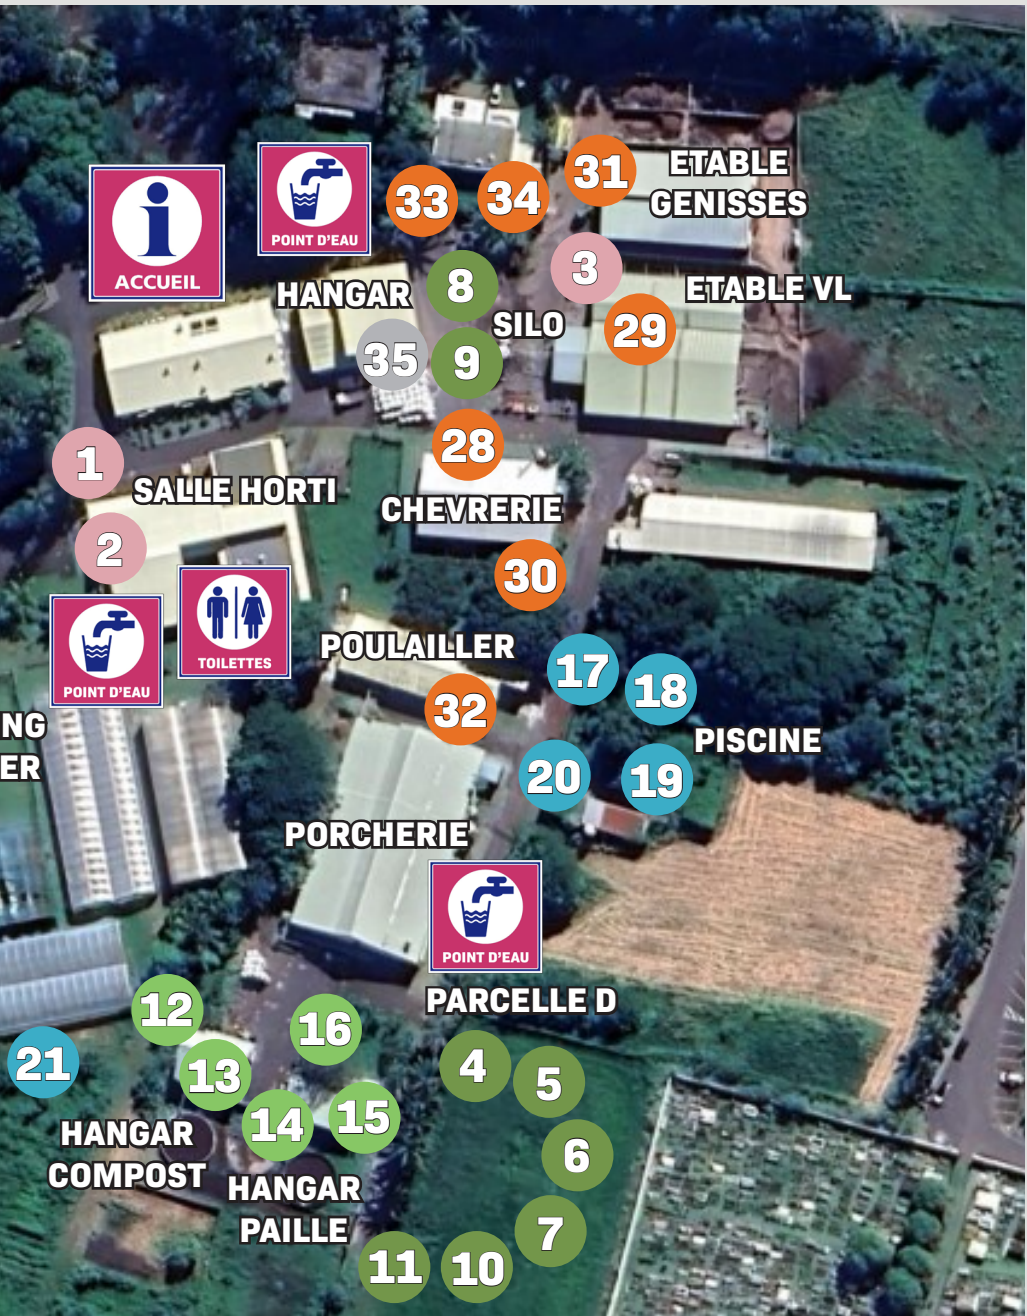 31
ETABLE
GENISSES
33
34
POINT D'EAU
ACCUEIL
3
8
HANGAR
ETABLE VL
SILO
29
35
9
28
1
SALLE HORTI
CHEVRERIE
2
30
POULAILLER
TOILETTES
POINT D'EAU
17
18
32
NG
ER
PISCINE
20
19
PORCHERIE
POINT D'EAU
PARCELLE D
12
16
21
13
4
5
14
15
HANGAR
COMPOST
6
HANGAR
PAILLE
7
11
10